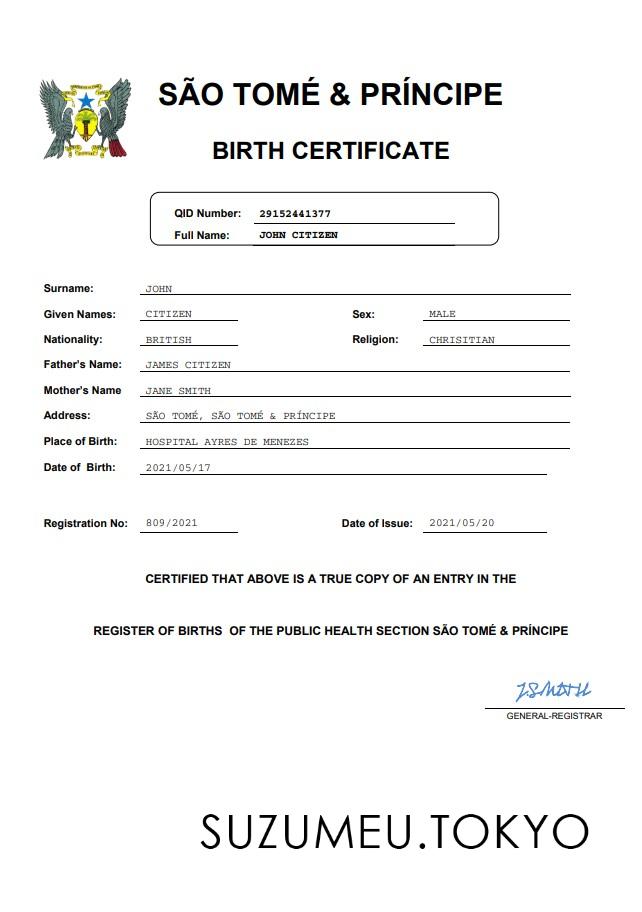 SÃO TOMÉ & PRÍNCIPE
BIRTH CERTIFICATE
QID Number: 29152441377
Full Name: JOHN CITIZEN
Surname: JOHN
Given Names: CITIZEN Sex: MALE
Nationality: BRITISH Religion: CHRISITIAN
Father's Name: JAMES CITIZEN
Mother's Name JANE SMITH
Address: SÃO TOMÉ, SÃO TOMÉ & PRÍNCIPE
Place of Birth: HOSPITAL AYRES DE MENEZES
Date of Birth: 2021/05/17
Registration No: 809/2021 Date of Issue: 2021/05/20
CERTIFIED THAT ABOVE IS A TRUE COPY OF AN ENTRY IN THE
REGISTER OF BIRTHS OF THE PUBLIC HEALTH SECTION SÃO TOMÉ & PRÍNCIPE
J.SMITH
GENERAL-REGISTRAR
SUZUMEU.TOKYO